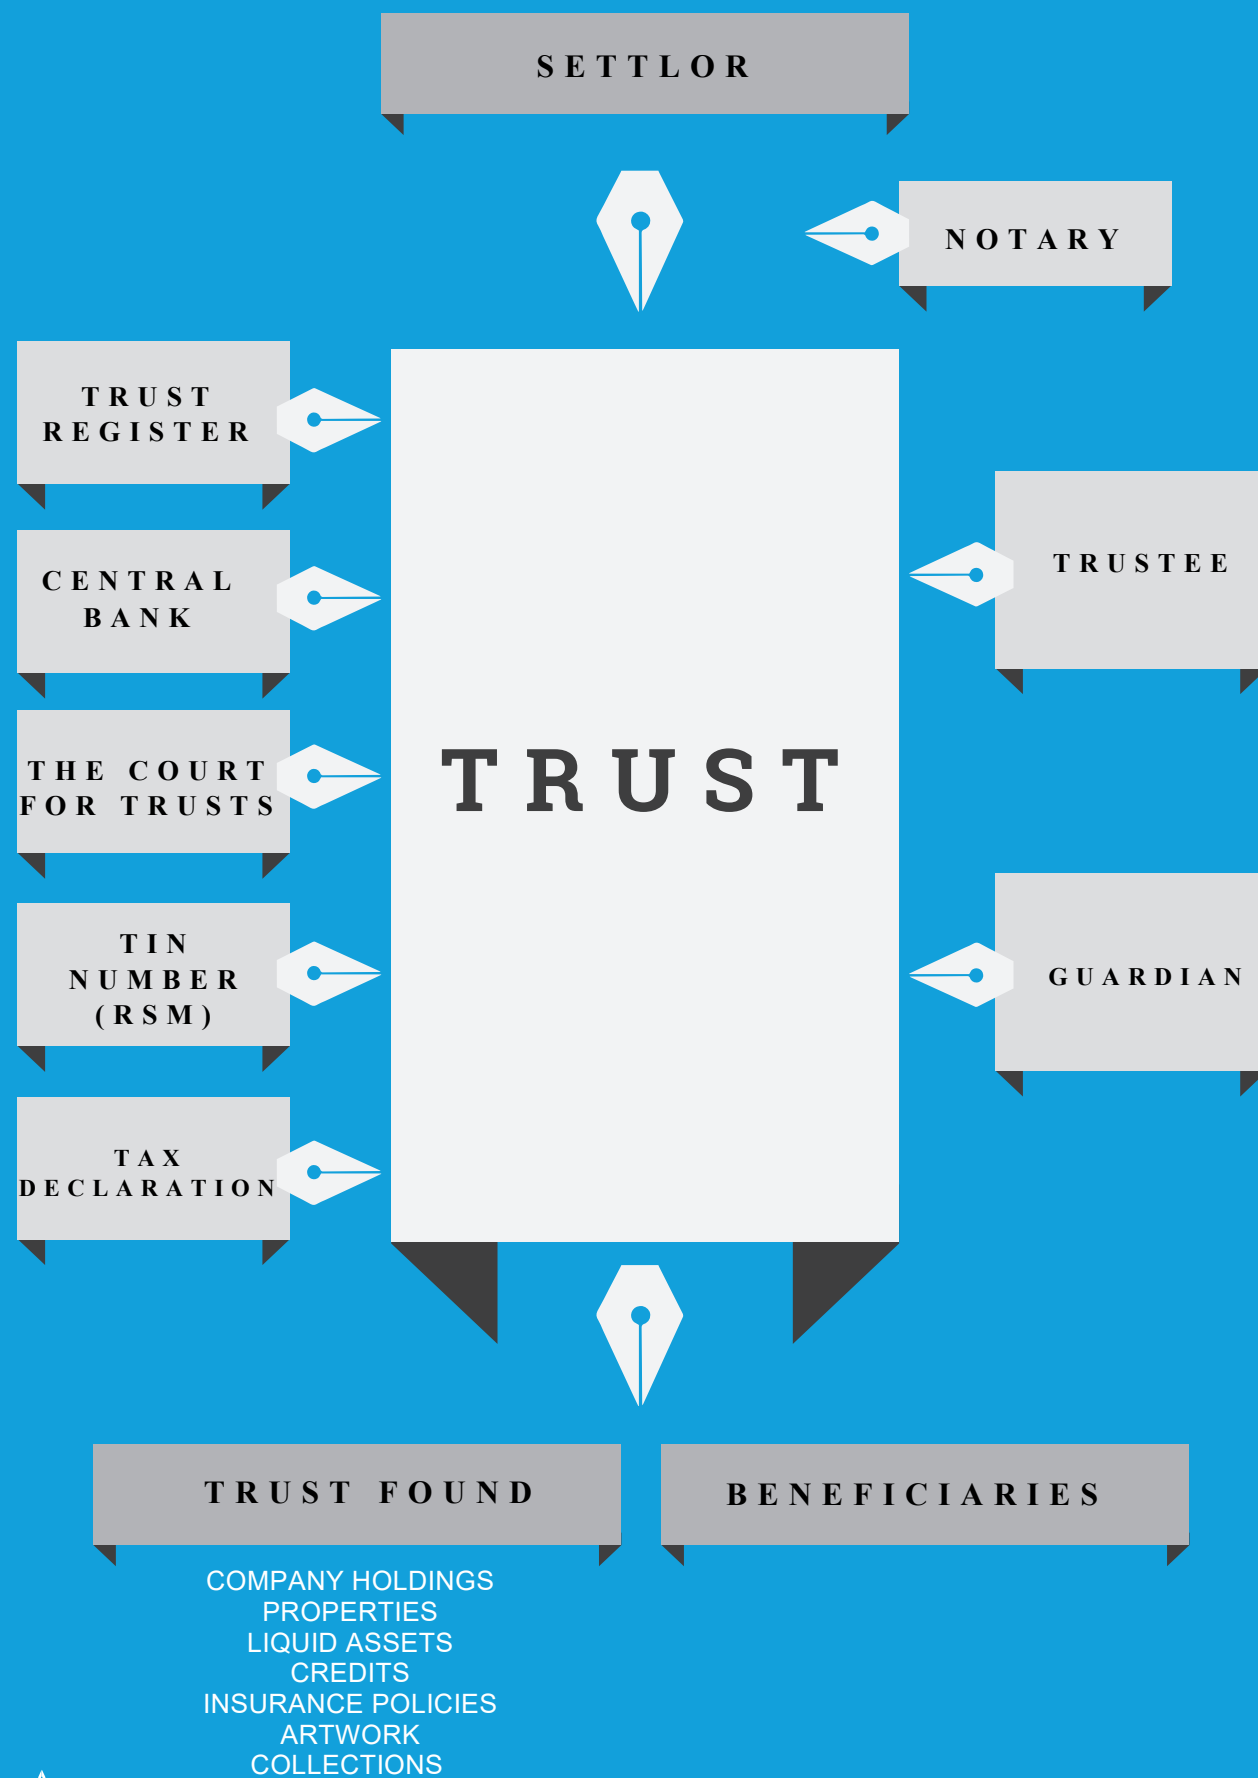 SETTLOR
NOTARY
TRUST
REGISTER
CENTRAL
BANK
THE COURT
FOR TRUSTS
TIN
NUMBER
(RSM)
TAX
DECLARATION
TRUST
TRUSTEE
GUARDIAN
TRUST FOUND
COMPANY HOLDINGS
PROPERTIES
LIQUID ASSETS
CREDITS
INSURANCE POLICIES
ARTWORK
COLLECTIONS
BENEFICIARIES